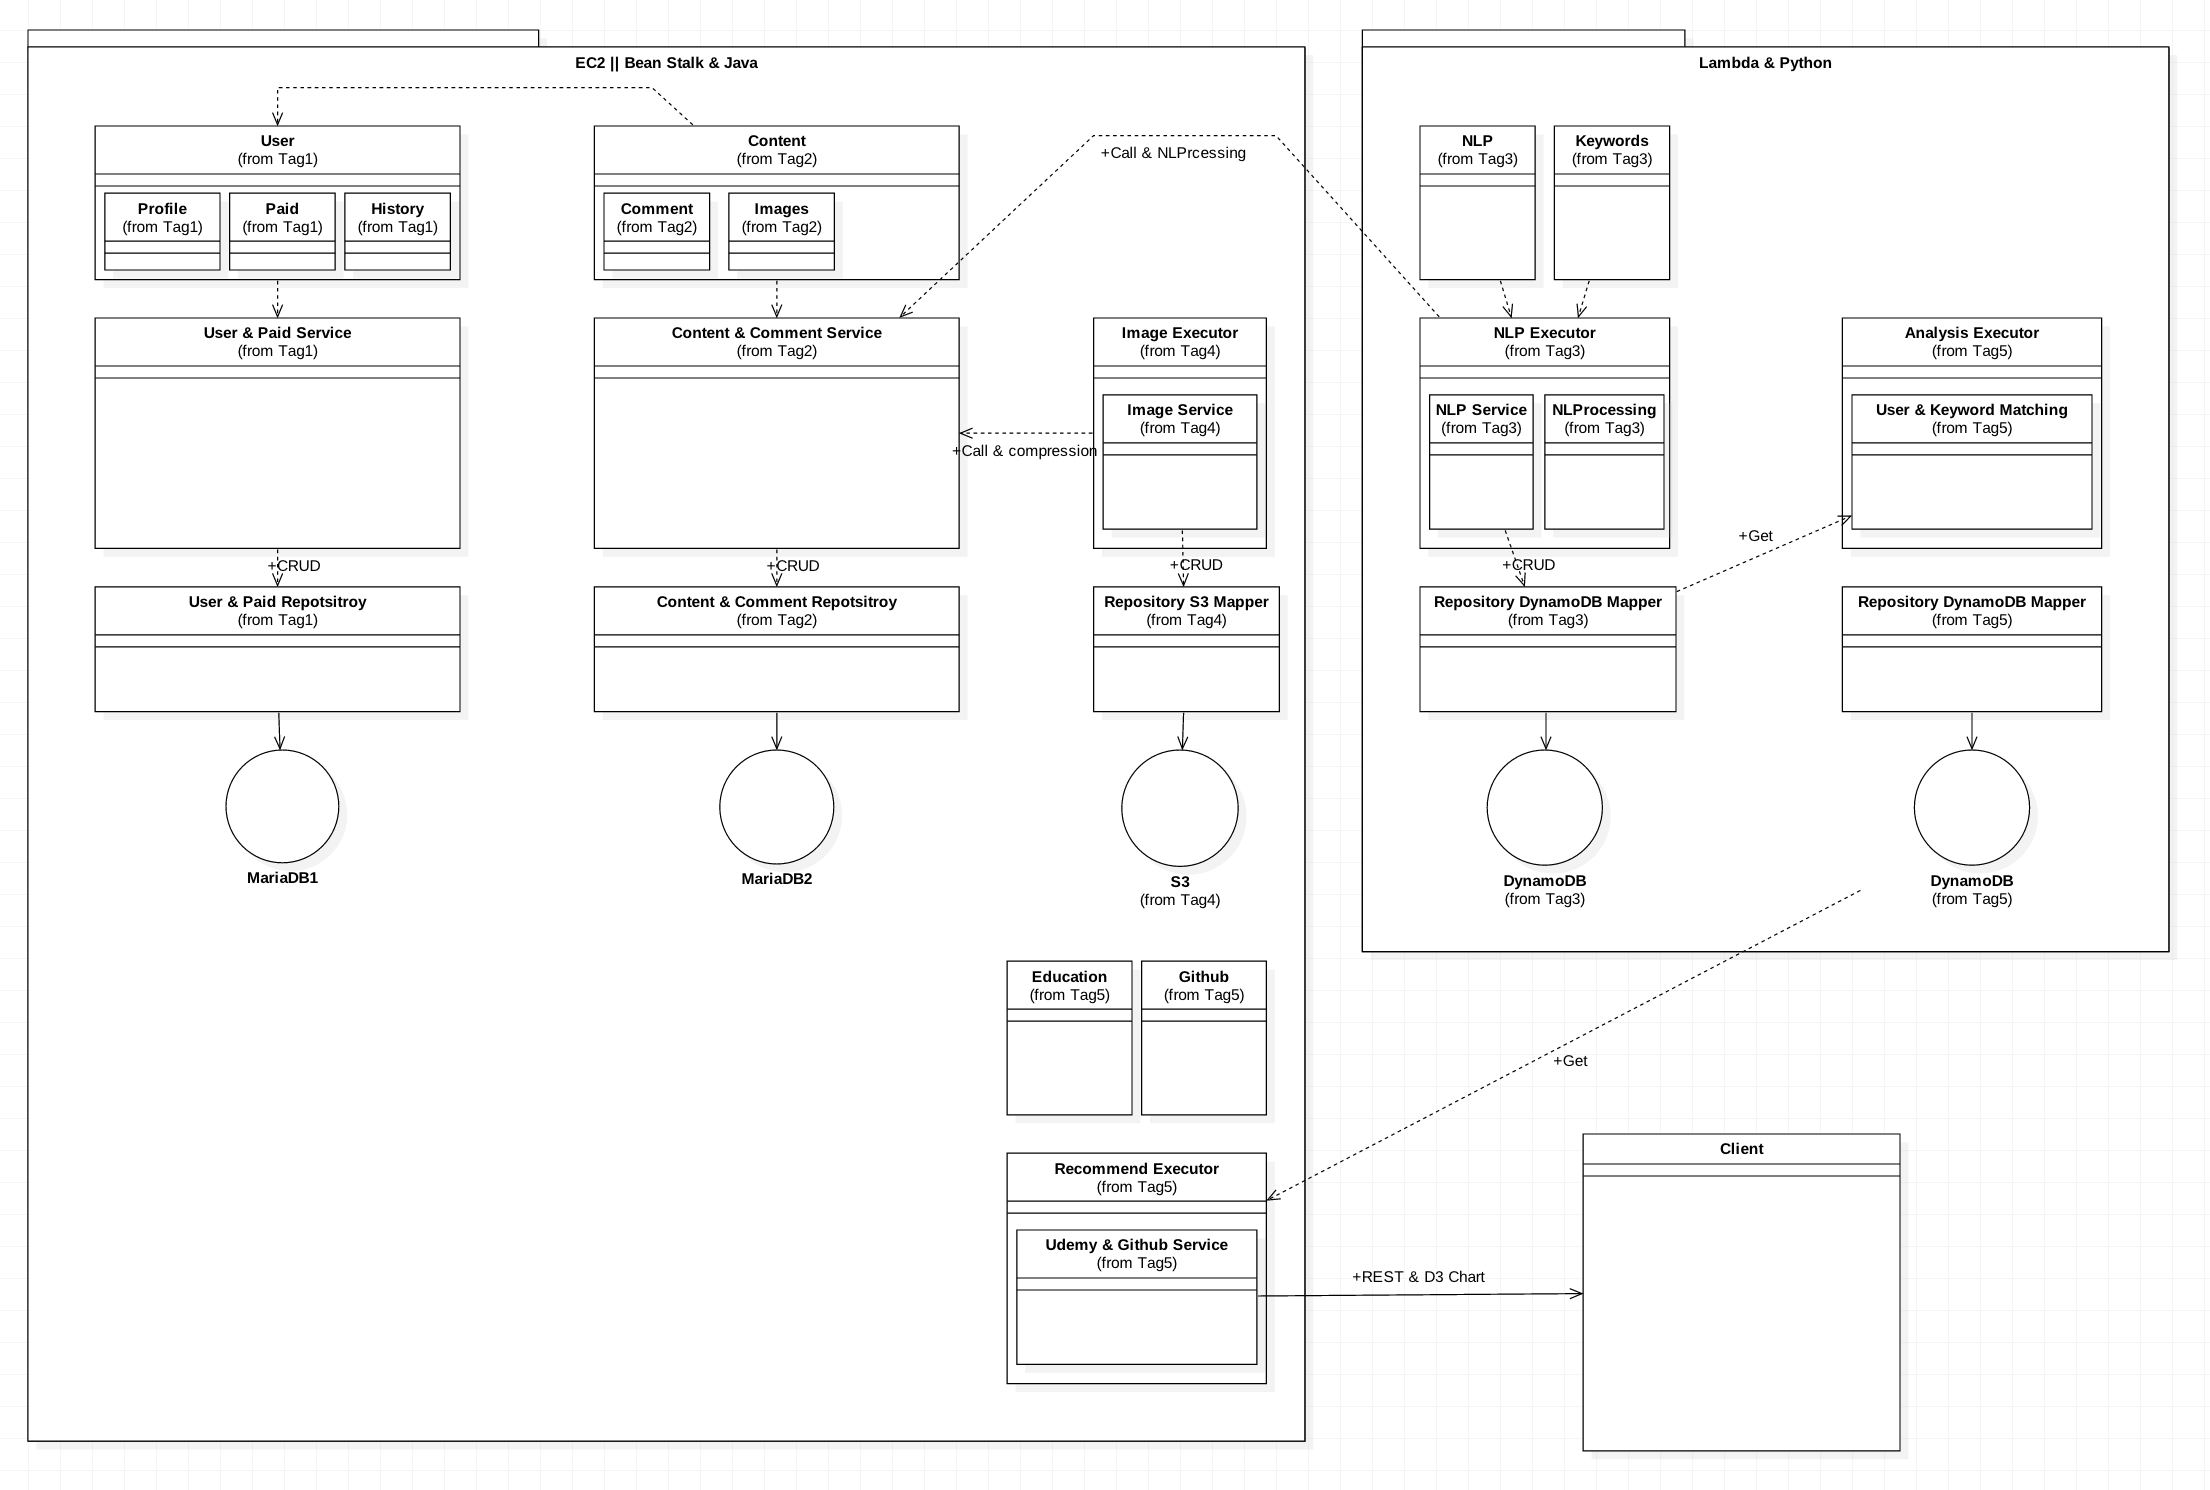 EC2 || Bean Stalk & Java
User
(from Tag1)
Profile
(from Tag1)
Paid
(from Tag1)
History
(from Tag1)
Content
(from Tag2)
Comment
(from Tag2)
Images
(from Tag2)
+Call & NLPrcessing
User & Paid Service
(from Tag1)
Content & Comment Service
(from Tag2)
Image Executor
(from Tag4)
Image Service
(from Tag4)
+Call & compression
+CRUD
+CRUD
+CRUD
User & Paid Repotsitroy
(from Tag1)
Content & Comment Repotsitroy
(from Tag2)
Repository S3 Mapper
(from Tag4)
MariaDB1
MariaDB2
S3
(from Tag4)
Education
(from Tag5)
Github
(from Tag5)
Recommend Executor
(from Tag5)
Udemy & Github Service
(from Tag5)
Lambda & Python
NLP
(from Tag3)
Keywords
(from Tag3)
NLP Executor
(from Tag3)
NLP Service
(from Tag3)
NLProcessing
(from Tag3)
Analysis Executor
(from Tag5)
User & Keyword Matching
(from Tag5)
+Get
+CRUD
Repository DynamoDB Mapper
(from Tag3)
Repository DynamoDB Mapper
(from Tag5)
DynamoDB
(from Tag3)
DynamoDB
(from Tag5)
+Get
+REST & D3 Chart
Client